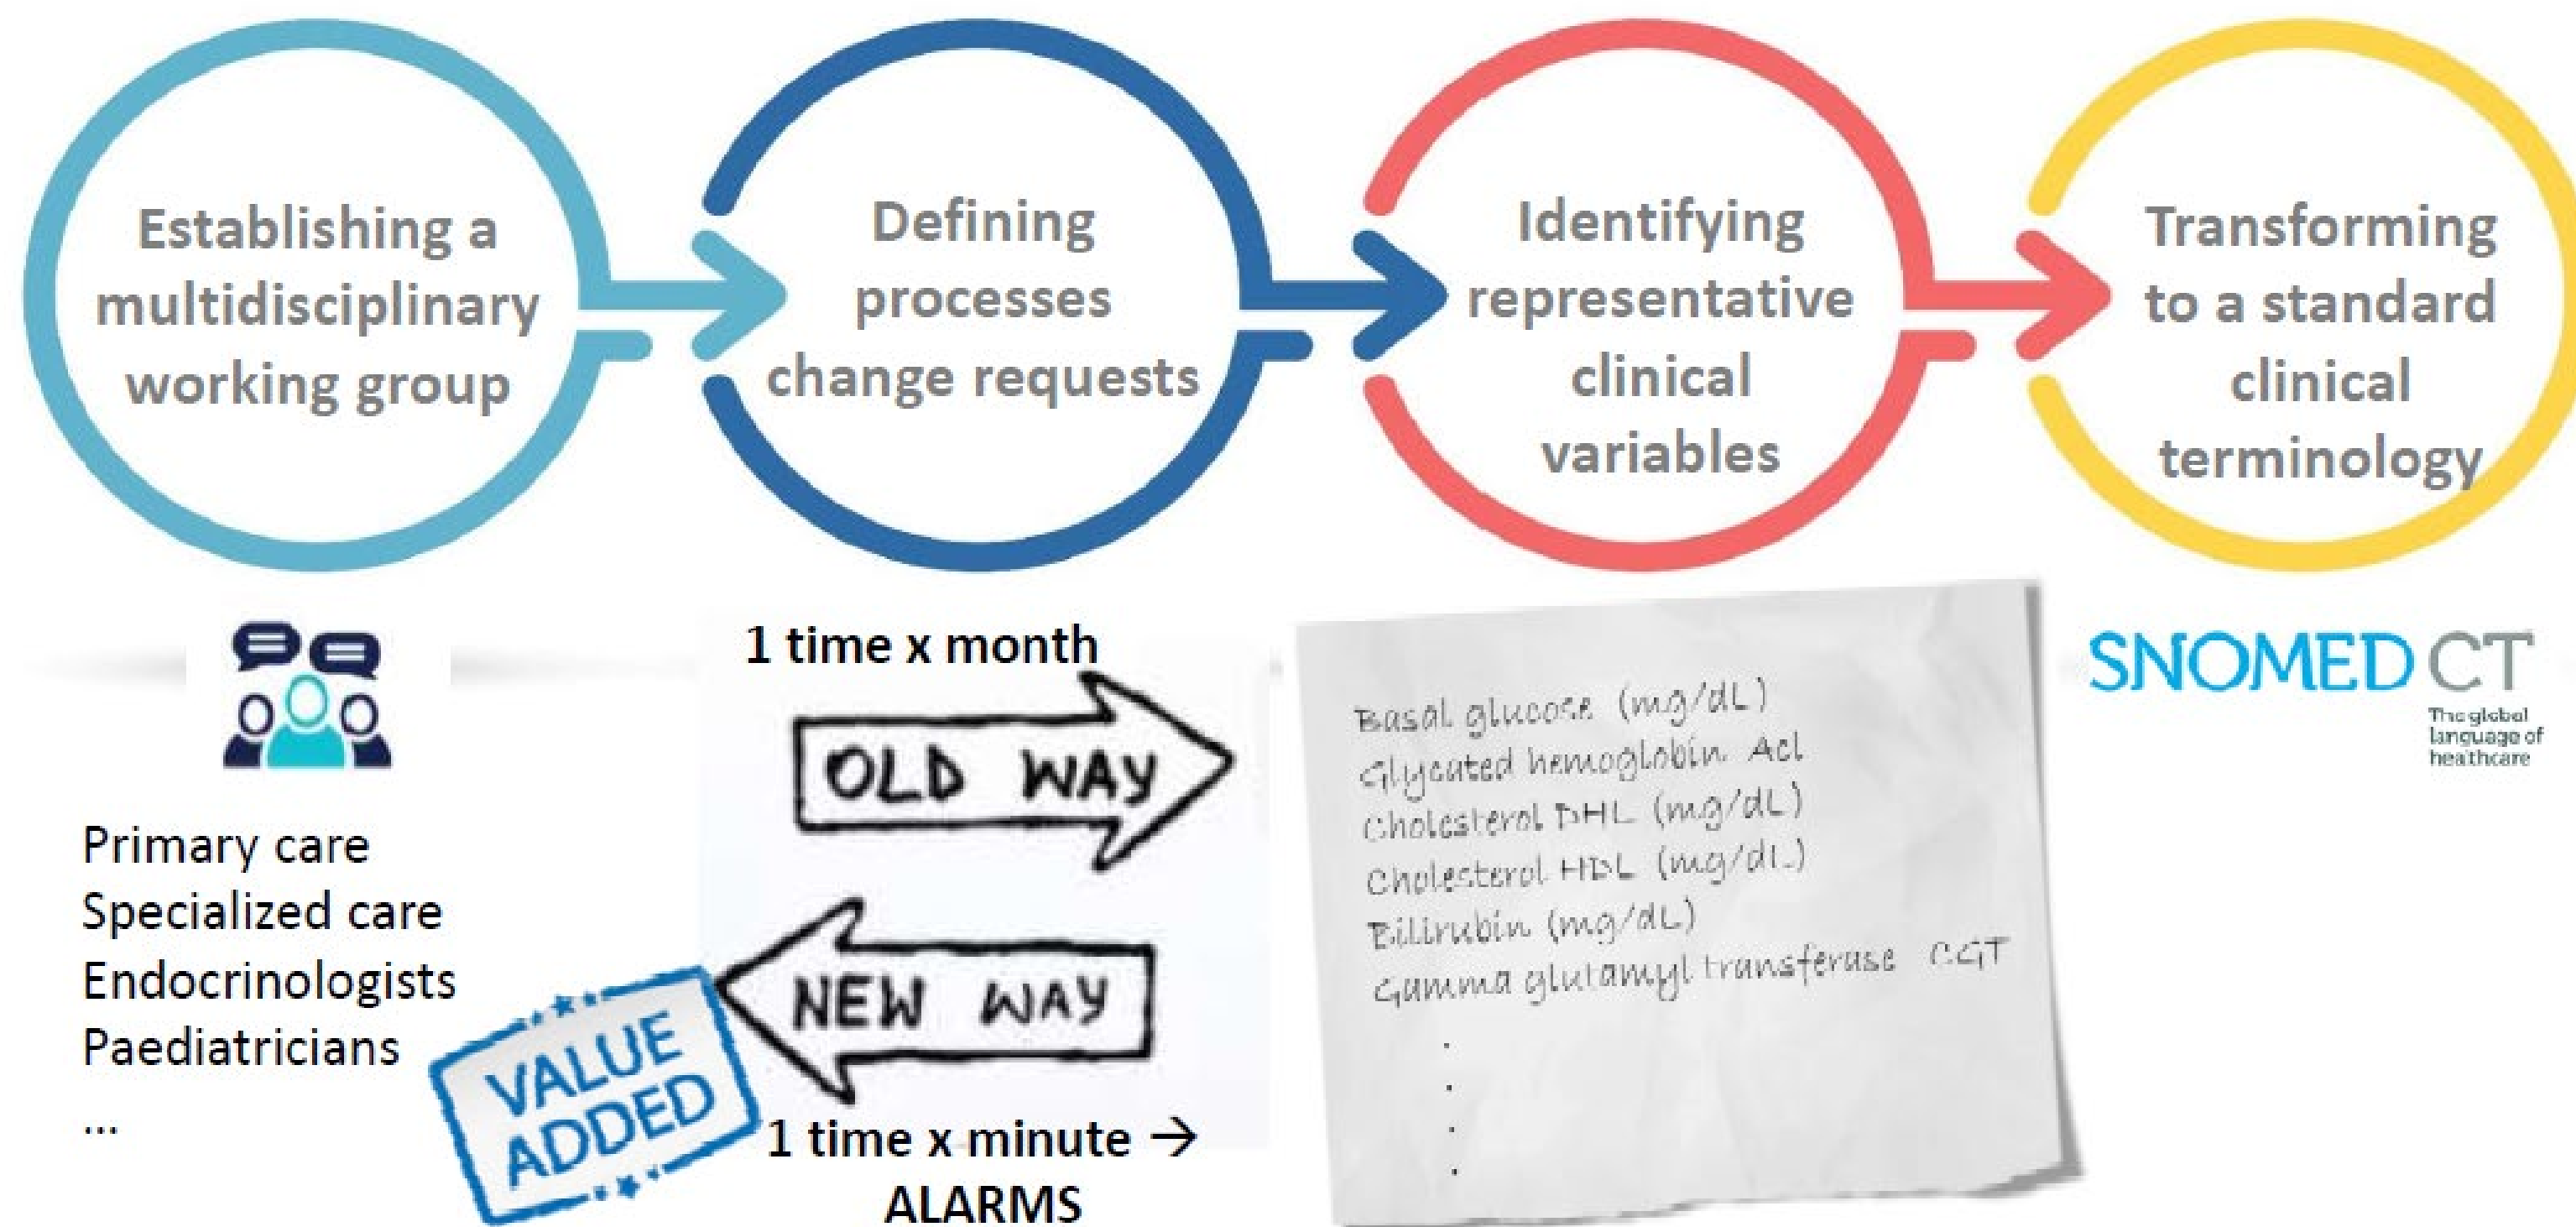 Establishing a
multidisciplinary
working group
Defining
processes
change requests
Identifying
representative
clinical
variables
Transforming
to a standard
clinical
terminology
Primary care
Specialized care
Endocrinologists
Paediatricians
...
VALUE
ADDED
1 time x month
OLD WAY
NEW WAY
1 time x minute →
ALARMS
Basal glucose (mg/dL)
Glycated hemoglobin Acl
Cholesterol DHL (mg/dL)
Cholesterol HDL (mg/dL)
Bilirubin (mg/dL)
Gamma glutamyl transferase CGT
.
.
.
.
SNOMED CT
The global
language of
healthcare